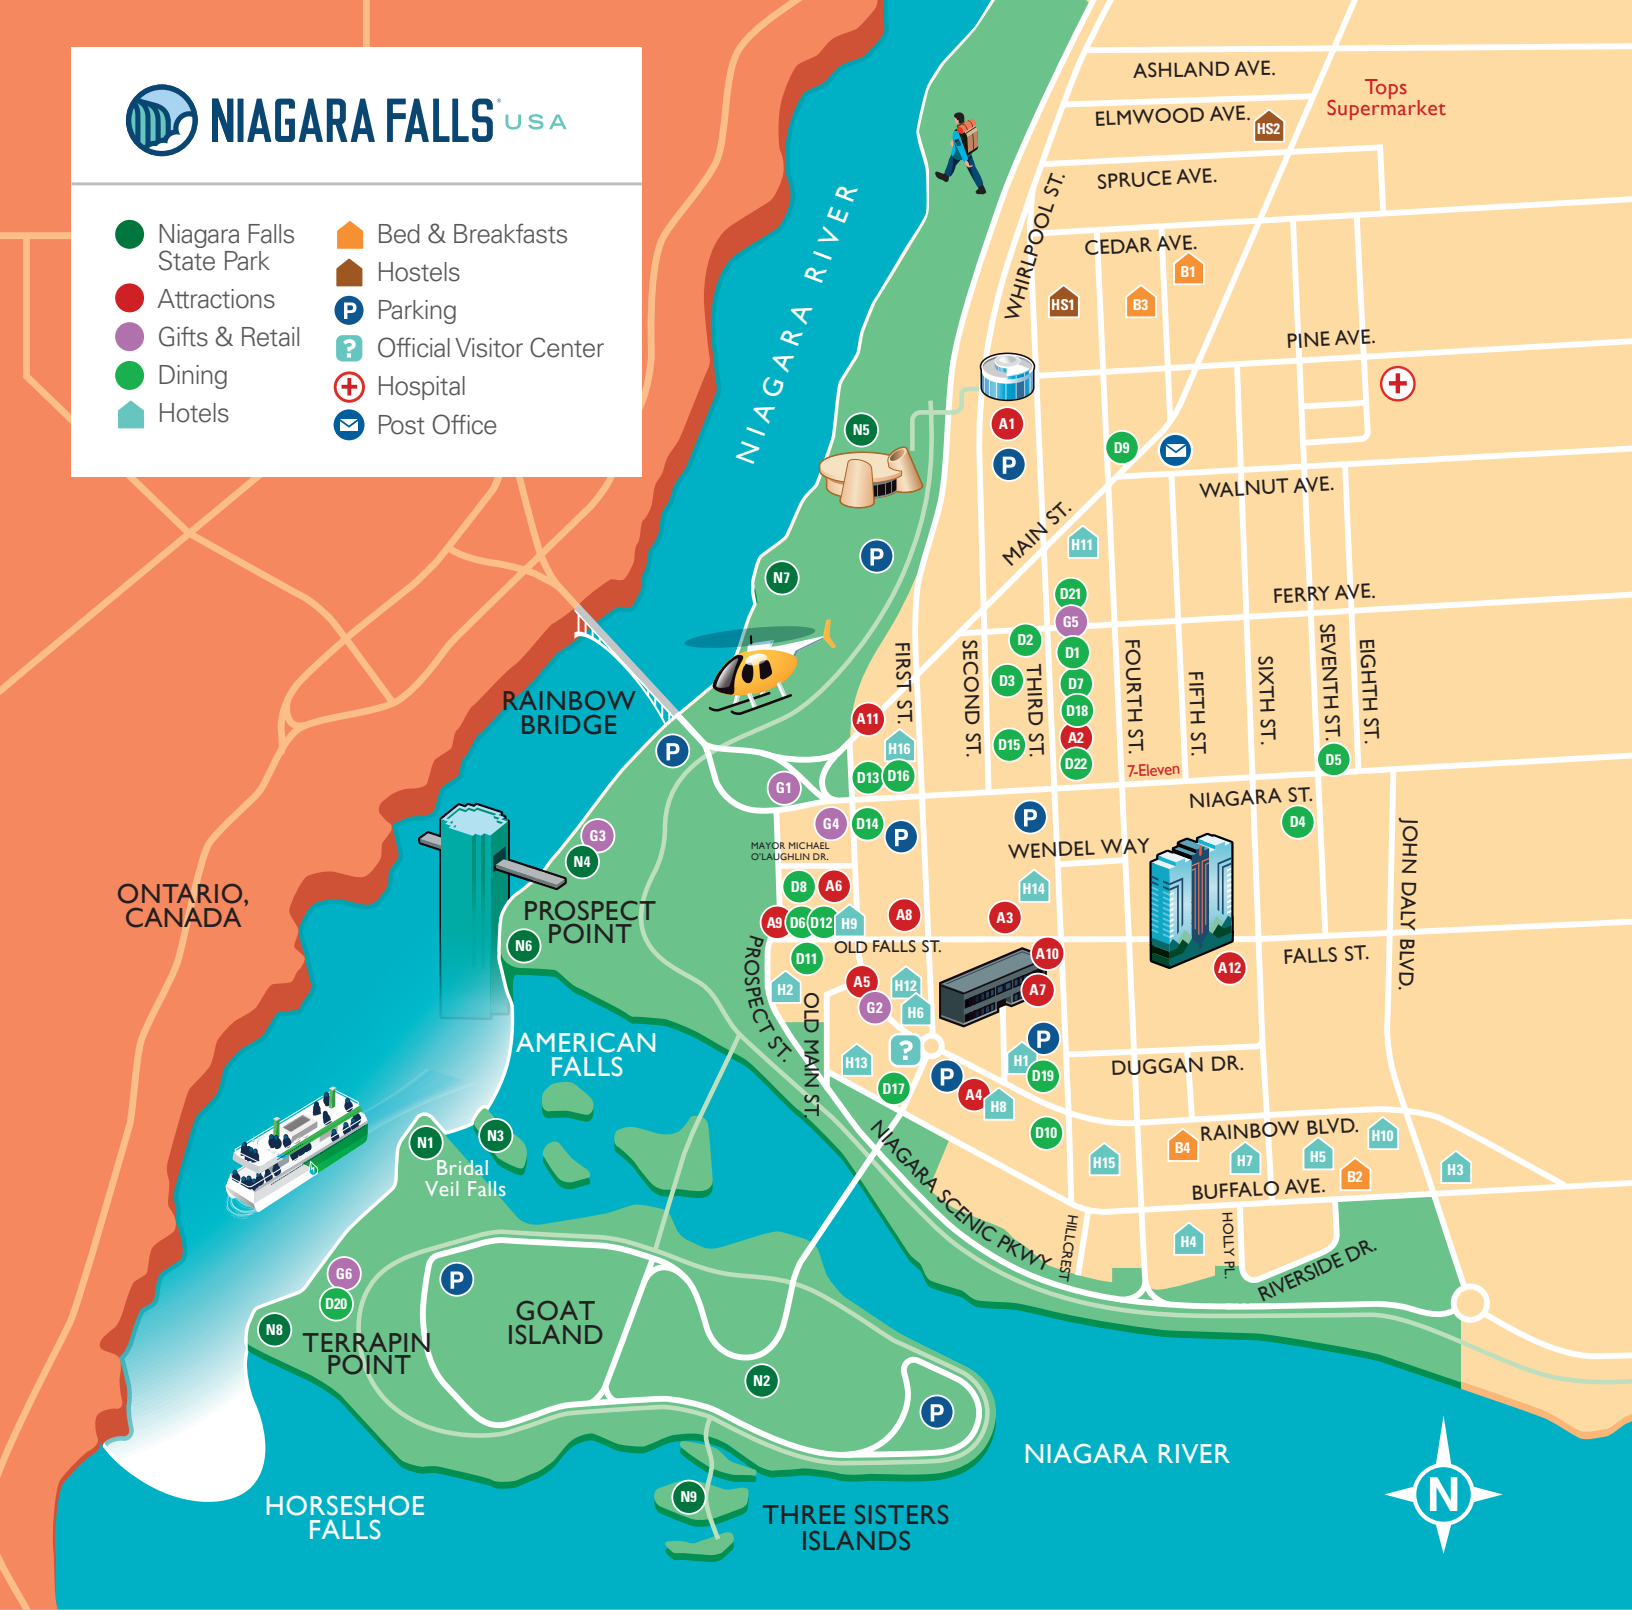 NIAGARA FALLS USA
Niagara Falls
State Park
Attractions
Gifts & Retail
Dining
Hotels
Bed & Breakfasts
Hostels
P Parking
? Official Visitor Center
Hospital
Post Office
ASHLAND AVE.
Tops
Supermarket
ELMWOOD AVE.
HS2
SPRUCE AVE.
WHIRLPOOL ST.
CEDAR AVE.
B1
HS1
B3
NIAGARA RIVER
PINE AVE.
A1
N5
P
D9
WALNUT AVE.
MAIN ST.
H11
P
N7
D21
FERRY AVE.
G5
D2
D1
FIRST ST.
SECOND ST.
D3
THIRD ST.
D7
FOURTH ST.
FIFTH ST.
SIXTH ST.
SEVENTH ST.
EIGHTH ST.
RAINBOW
BRIDGE
D18
A11
A2
P
H16
D15
D22
7-Eleven
D5
D13
D16
G1
NIAGARA ST.
G4
D14
P
P
D4
G3
N4
MAYOR MICHAEL
O'LAUGHLIN DR.
WENDEL WAY
JOHN DALY BLVD.
ONTARIO,
CANADA
D8
A6
H14
PROSPECT
POINT
A9
D6
D12
H9
A8
A3
N6
OLD FALLS ST.
A10
FALLS ST.
PROSPECT ST.
D11
A12
H2
A5
H12
A7
OLD MAIN ST.
G2
H6
AMERICAN
FALLS
P
?
H13
H1
DUGGAN DR.
D17
P
D19
A4
H8
N1
N3
D10
RAINBOW BLVD.
H10
Bridal
Veil Falls
NIAGARA SCENIC PKWY
H15
B4
H7
H5
B2
H3
BUFFALO AVE.
HILLCREST
HOLLY PL.
H4
RIVERSIDE DR.
G6
P
D20
GOAT
ISLAND
N8
TERRAPIN
POINT
N2
P
NIAGARA RIVER
N9
HORSESHOE
FALLS
THREE SISTERS
ISLANDS
N